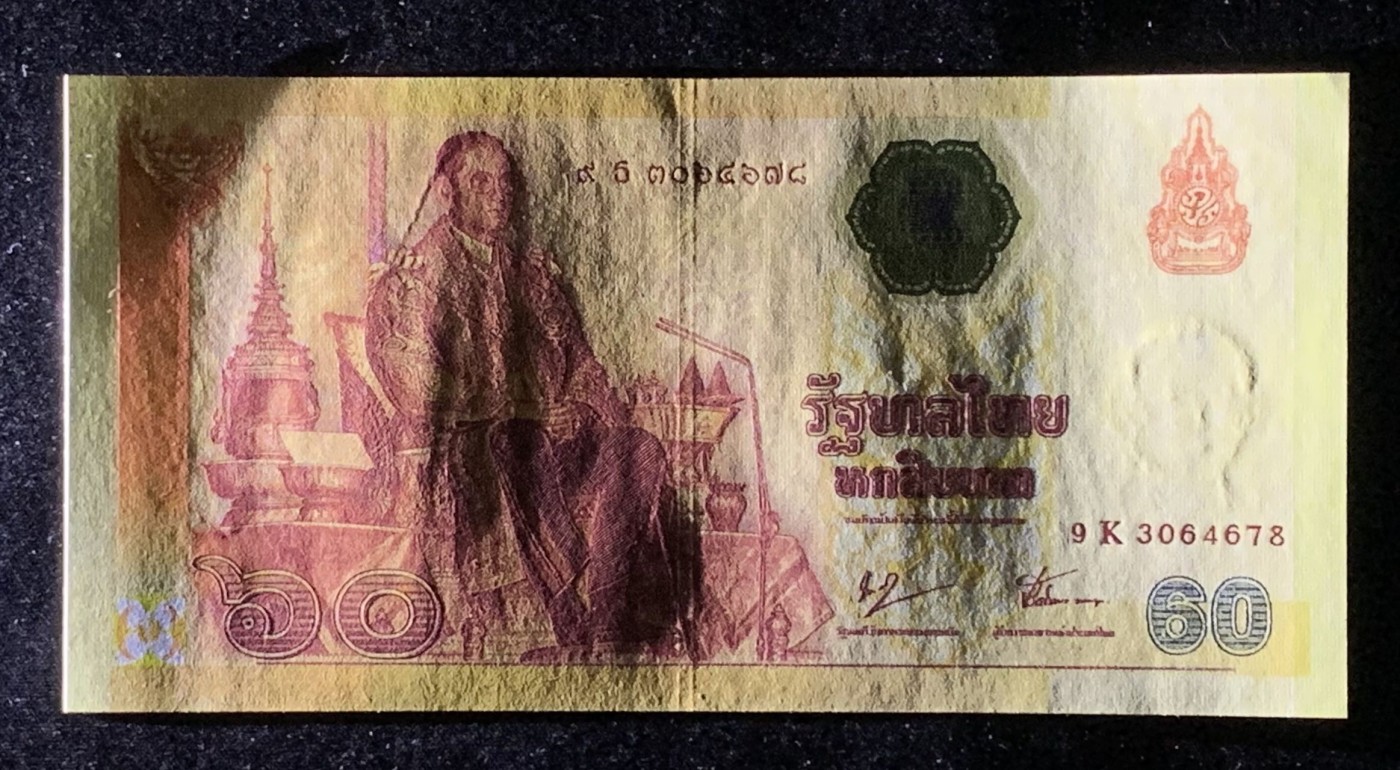 ๙ ธ ๓๐๖๔๖๗๘
รัฐบาลไทย
หกสิบบาท
9 K 3064678
๖๐
60